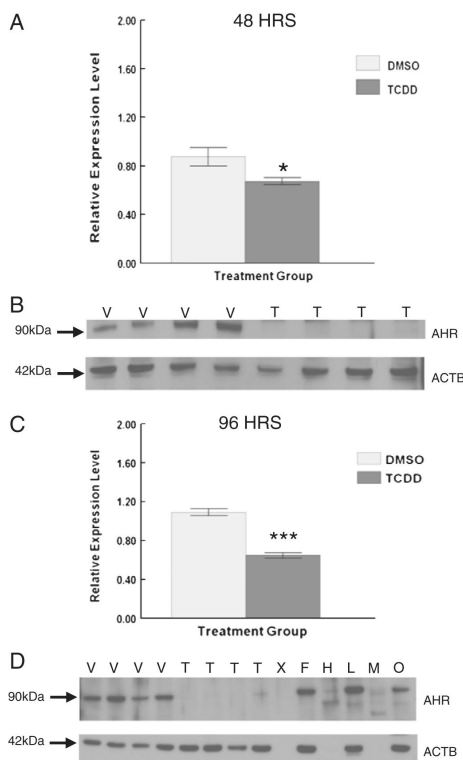 A
48 HRS
2.00
1.60
1.20
0.80
0.40
0.00
Relative Expression Level
DMSO
TCDD
*
Treatment Group
B
V V V V T T T T
90kDa
AHR
42kDa
ACTB
C
96 HRS
2.00
1.60
1.20
0.80
0.40
0.00
Relative Expression Level
DMSO
TCDD
***
Treatment Group
D
V V V V T T T T X F H L M O
90kDa
AHR
42kDa
ACTB